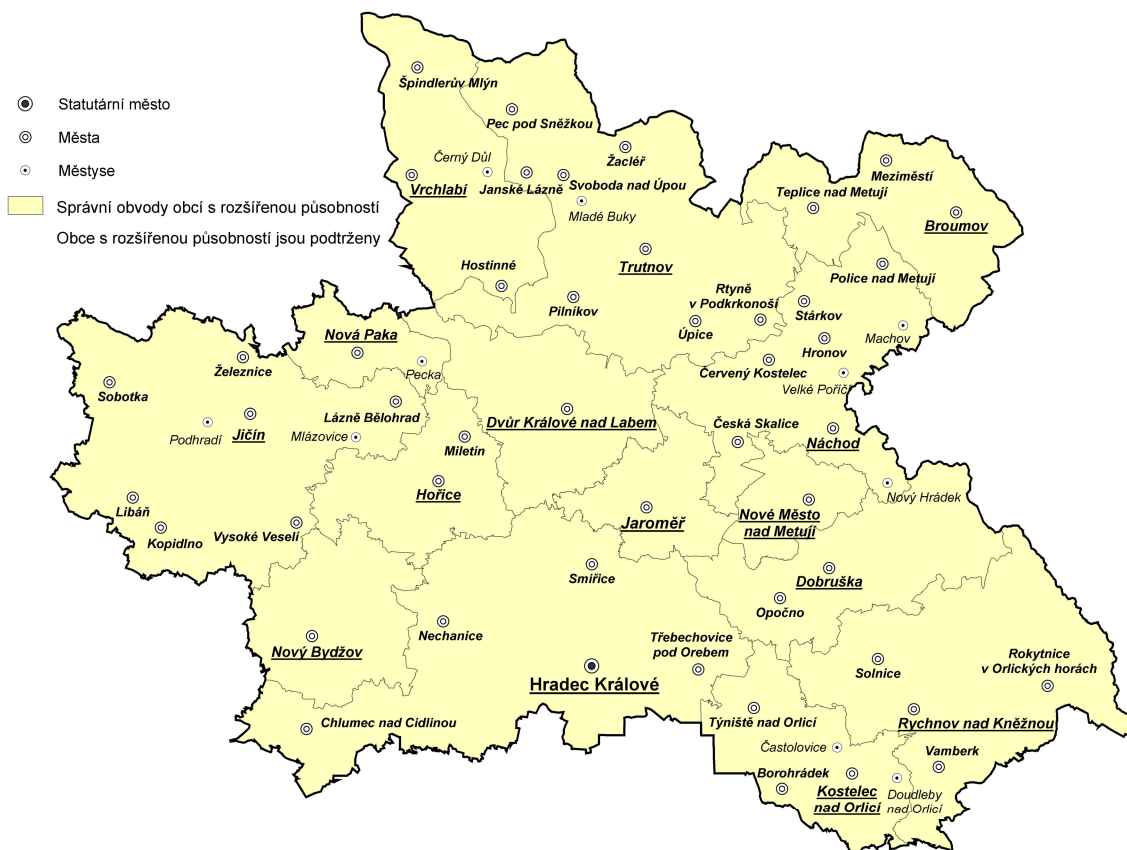 Statutární město
Města
Městyse
Správní obvody obcí s rozšířenou působností
Obce s rozšířenou působností jsou podtrženy
Špindlerův Mlýn
Pec pod Sněžkou
Žacléř
Černý Důl
Vrchlabí
Janské Lázně
Svoboda nad Úpou
Mladé Buky
Meziměstí
Teplice nad Metují
Broumov
Trutnov
Police nad Metují
Hostinné
Pilníkov
Rtyně
v Podkrkonoší
Úpice
Stárkov
Machov
Hronov
Nová Paka
Pecka
Železnice
Sobotka
Červený Kostelec
Velké Poříčí
Lázně Bělohrad
Podhradí
Jičín
Mlázovice
Miletín
Dvůr Králové nad Labem
Česká Skalice
Náchod
Hořice
Nový Hrádek
Libáň
Kopidlno
Vysoké Veselí
Jaroměř
Nové Město
nad Metují
Smiřice
Dobruška
Opočno
Nechanice
Nový Bydžov
Třebechovice
pod Orebem
Hradec Králové
Solnice
Rokytnice
v Orlických horách
Chlumec nad Cidlinou
Týniště nad Orlicí
Rychnov nad Kněžnou
Častolovice
Vamberk
Borohrádek
Kostelec
nad Orlicí
Doudleby
nad Orlicí